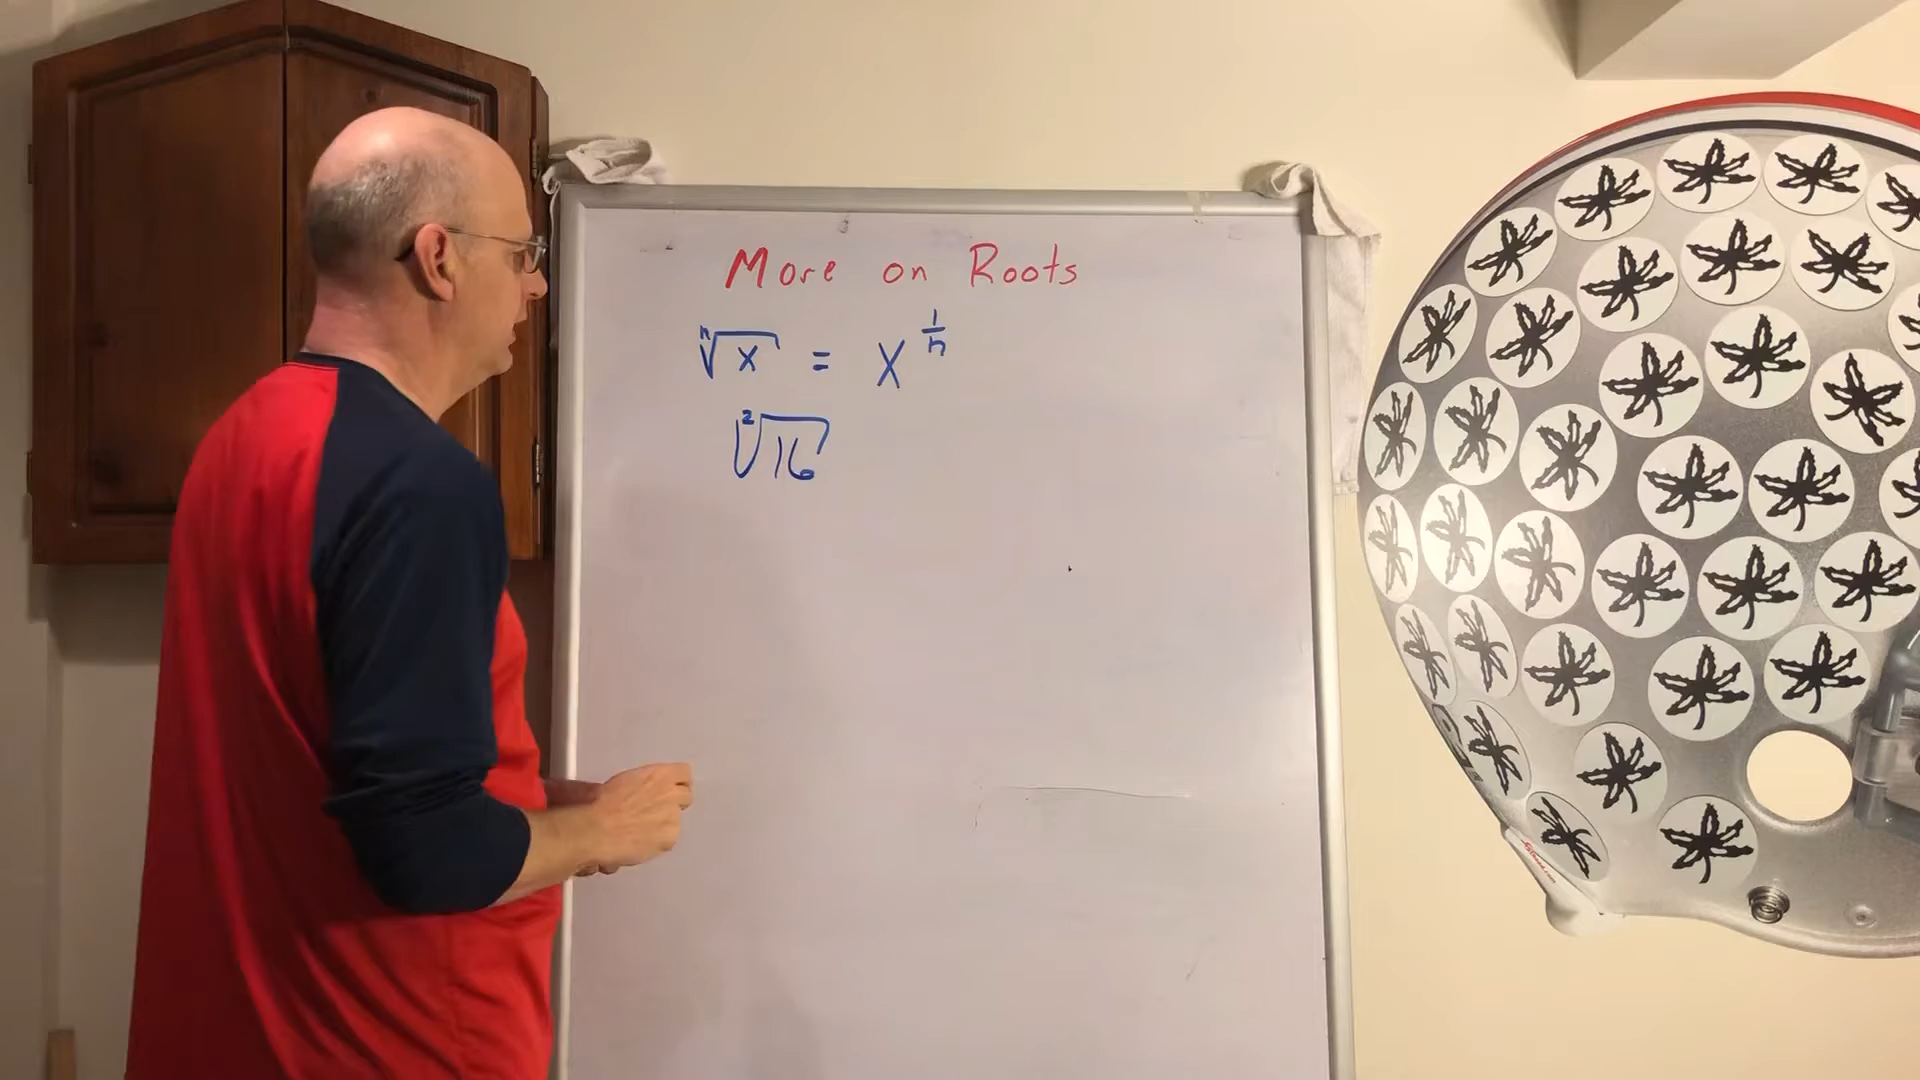 More on Roots
ⁿ√x = x^(1/n)
²√16